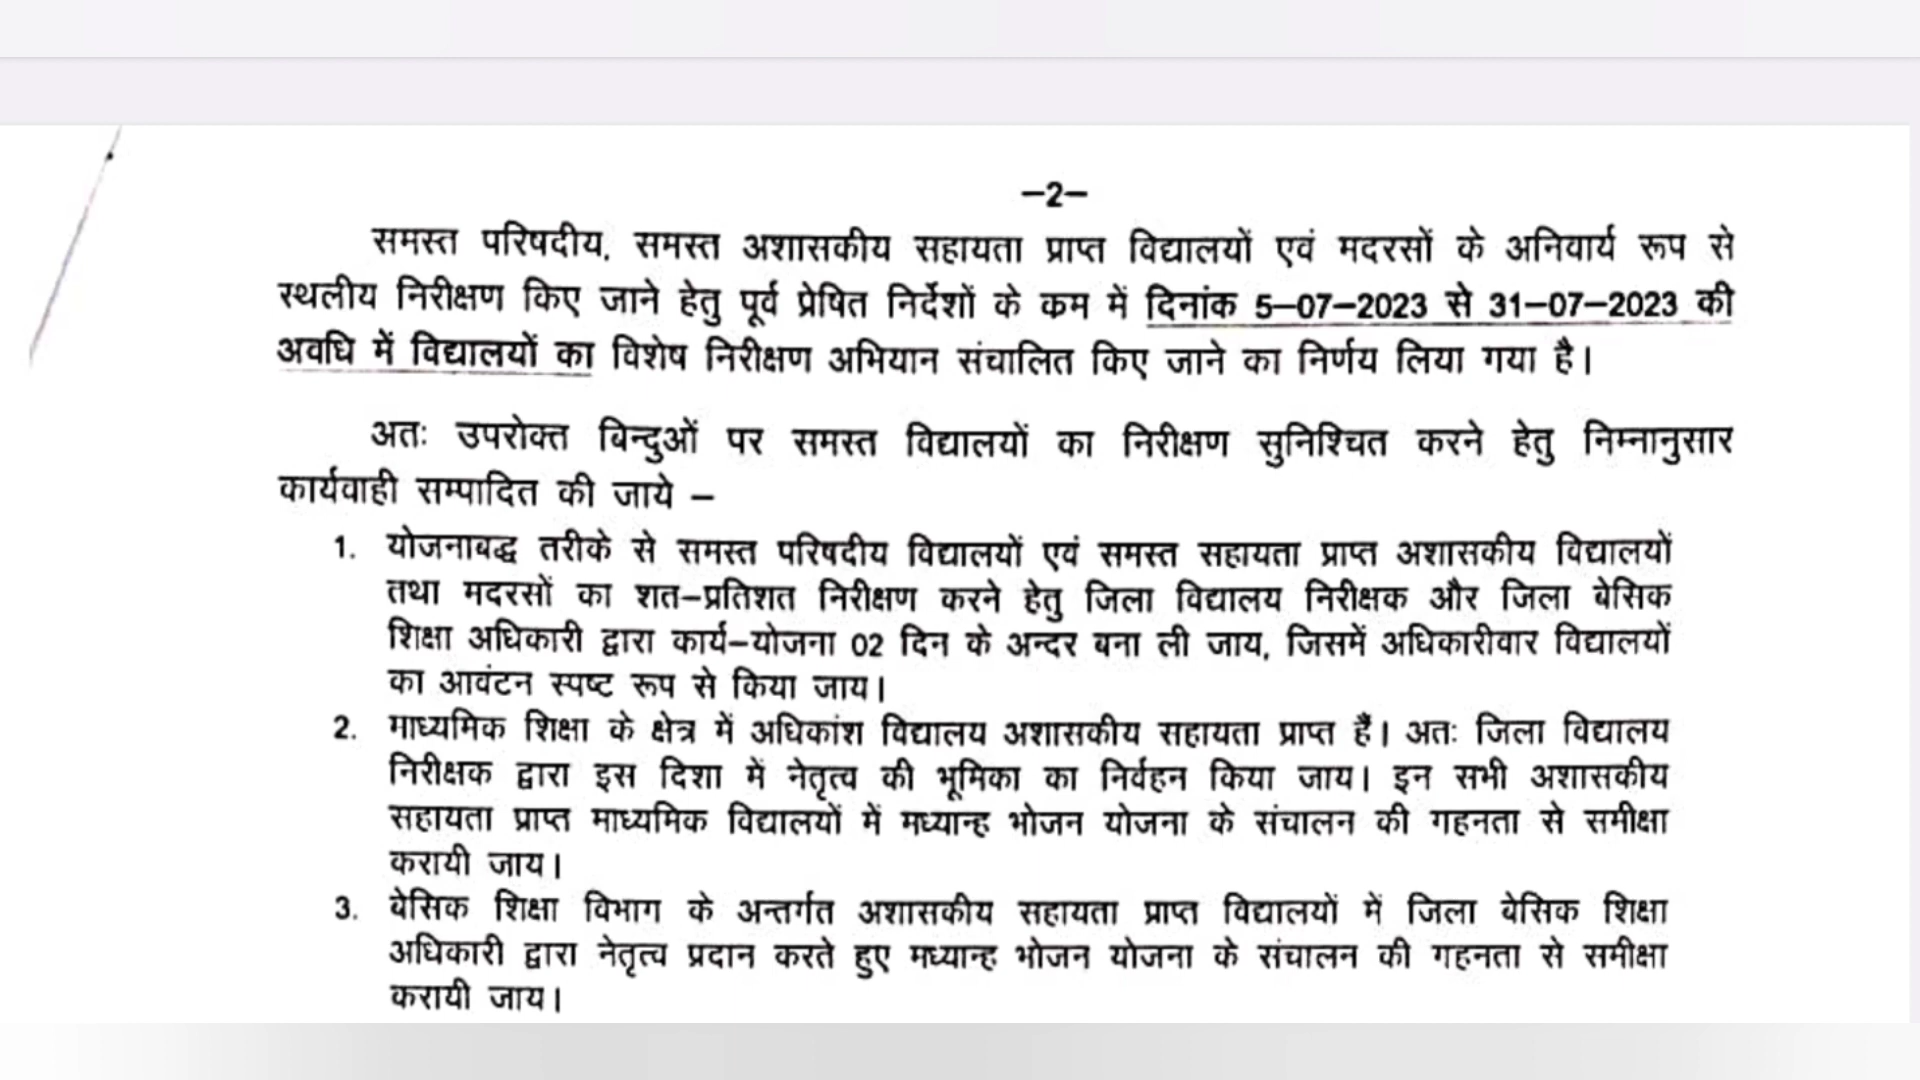 –2–
समस्त परिषदीय, समस्त अशासकीय सहायता प्राप्त विद्यालयों एवं मदरसों के अनिवार्य रूप से
स्थलीय निरीक्षण किए जाने हेतु पूर्व प्रेषित निर्देशों के कम में दिनांक 5–07–2023 से 31–07–2023 की
अवधि में विद्यालयों का विशेष निरीक्षण अभियान संचालित किए जाने का निर्णय लिया गया है।
अतः उपरोक्त बिन्दुओं पर समस्त विद्यालयों का निरीक्षण सुनिश्चित करने हेतु निम्नानुसार
कार्यवाही सम्पादित की जाये –
1. योजनाबद्ध तरीके से समस्त परिषदीय विद्यालयों एवं समस्त सहायता प्राप्त अशासकीय विद्यालयों
तथा मदरसों का शत–प्रतिशत निरीक्षण करने हेतु जिला विद्यालय निरीक्षक और जिला बेसिक
शिक्षा अधिकारी द्वारा कार्य–योजना 02 दिन के अन्दर बना ली जाय, जिसमें अधिकारीवार विद्यालयों
का आवंटन स्पष्ट रूप से किया जाय।
2. माध्यमिक शिक्षा के क्षेत्र में अधिकांश विद्यालय अशासकीय सहायता प्राप्त हैं। अतः जिला विद्यालय
निरीक्षक द्वारा इस दिशा में नेतृत्व की भूमिका का निर्वहन किया जाय। इन सभी अशासकीय
सहायता प्राप्त माध्यमिक विद्यालयों में मध्यान्ह भोजन योजना के संचालन की गहनता से समीक्षा
करायी जाय।
3. बेसिक शिक्षा विभाग के अन्तर्गत अशासकीय सहायता प्राप्त विद्यालयों में जिला बेसिक शिक्षा
अधिकारी द्वारा नेतृत्व प्रदान करते हुए मध्यान्ह भोजन योजना के संचालन की गहनता से समीक्षा
करायी जाय।